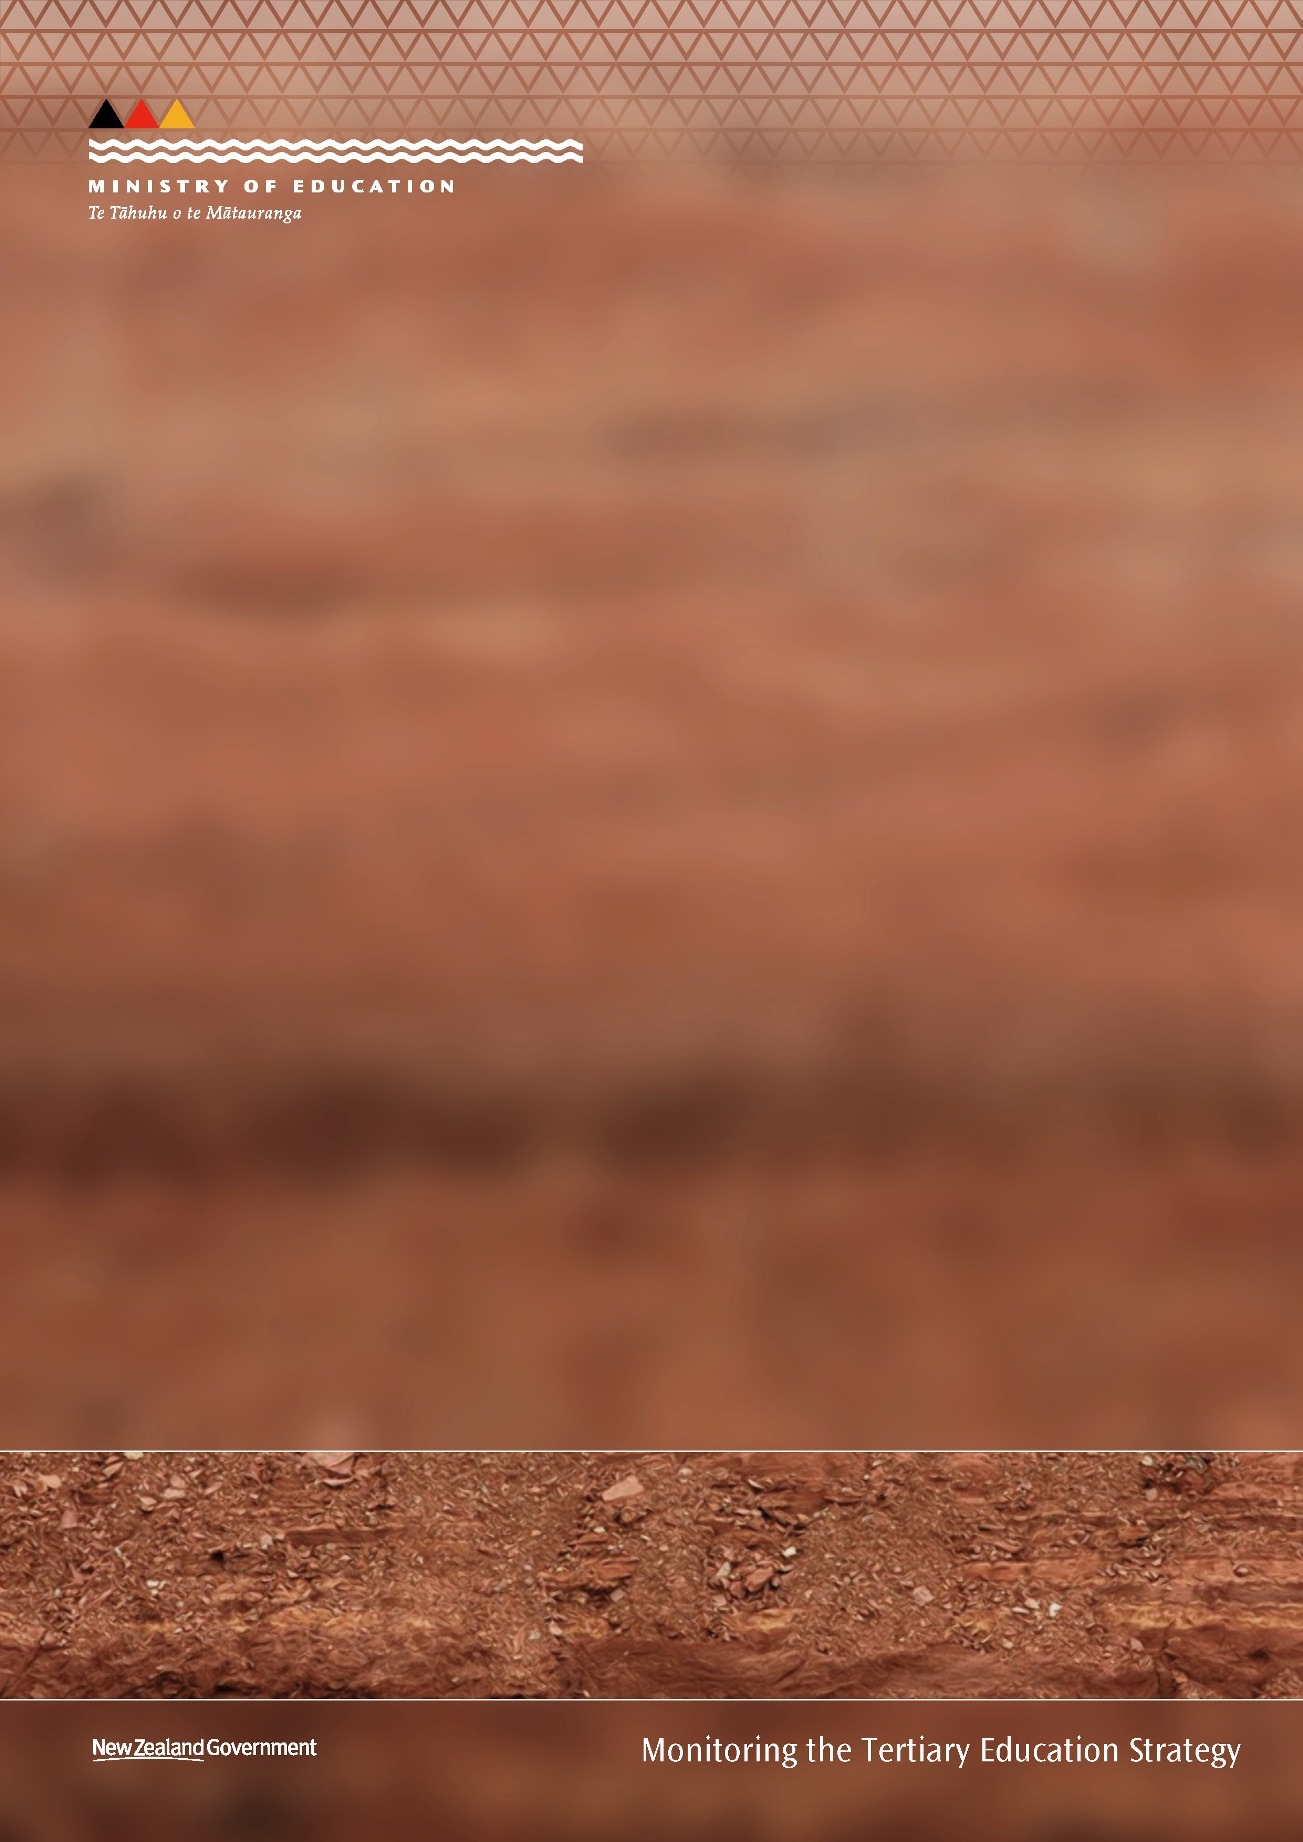 MINISTRY OF EDUCATION
Te Tāhuhu o te Mātauranga
New Zealand Government
Monitoring the Tertiary Education Strategy